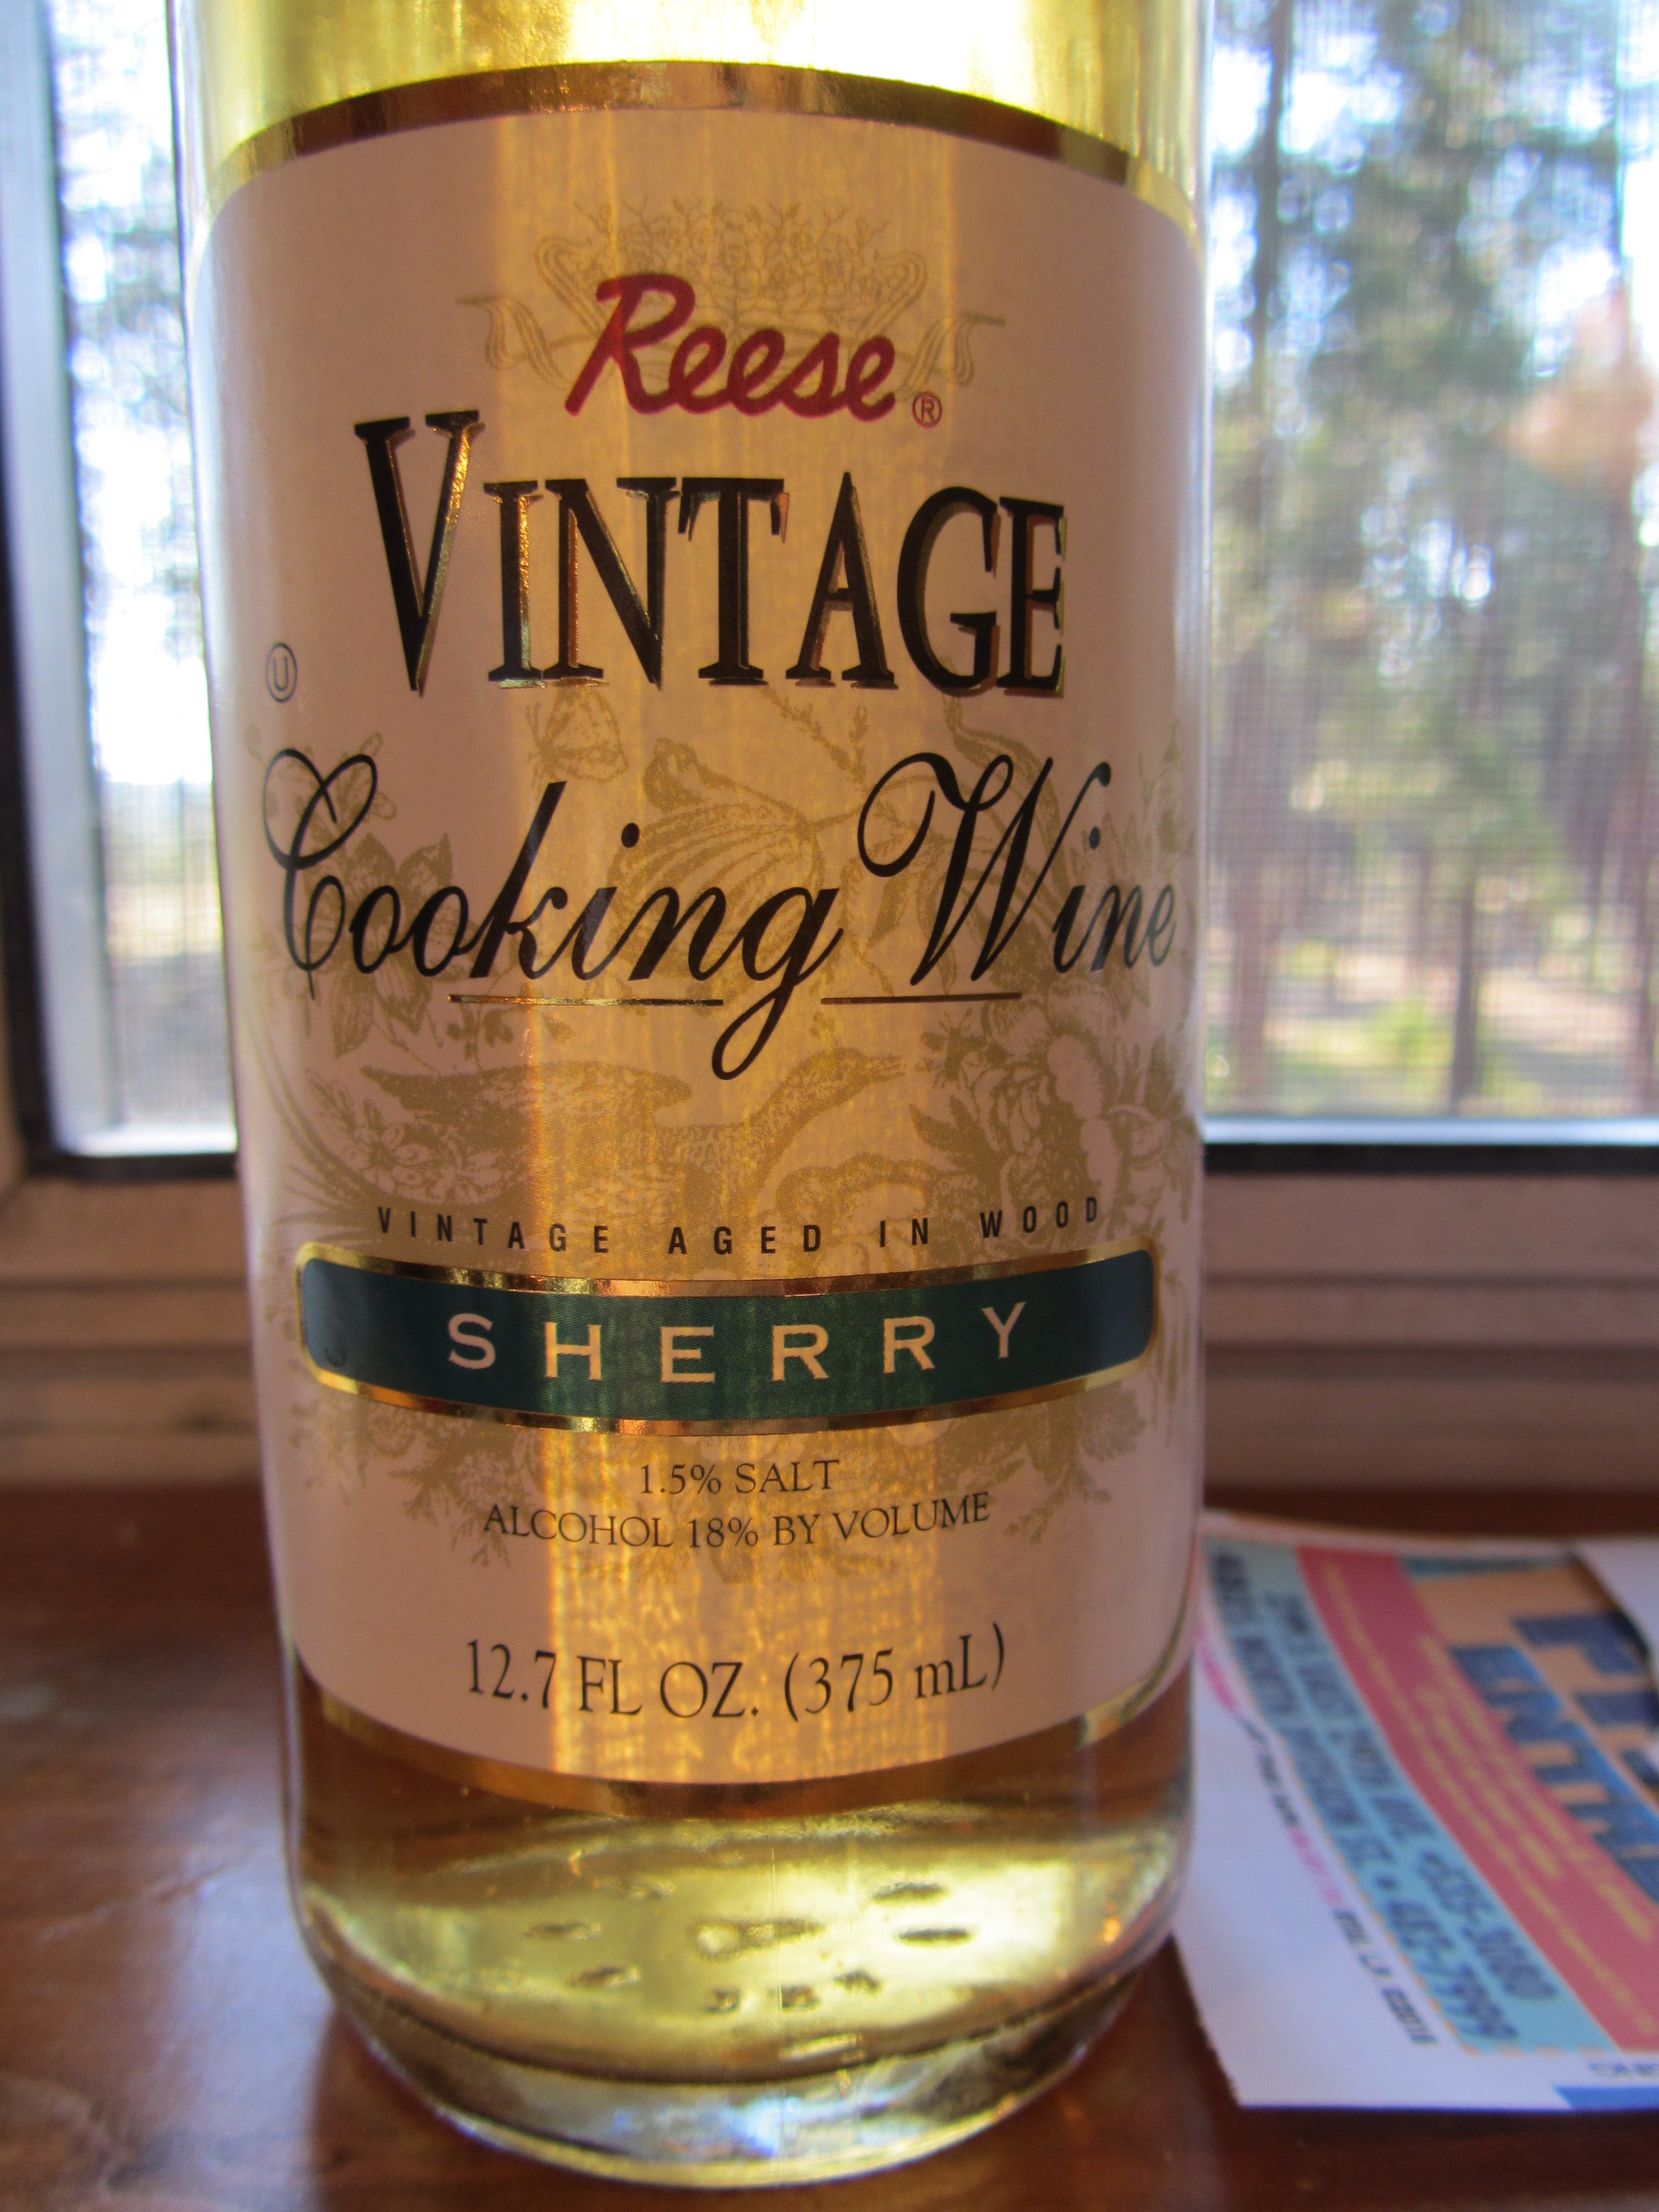 Reese®
VINTAGE
Ⓤ
Cooking Wine
VINTAGE AGED IN WOOD
SHERRY
1.5% SALT
ALCOHOL 18% BY VOLUME
12.7 FL OZ. (375 mL)